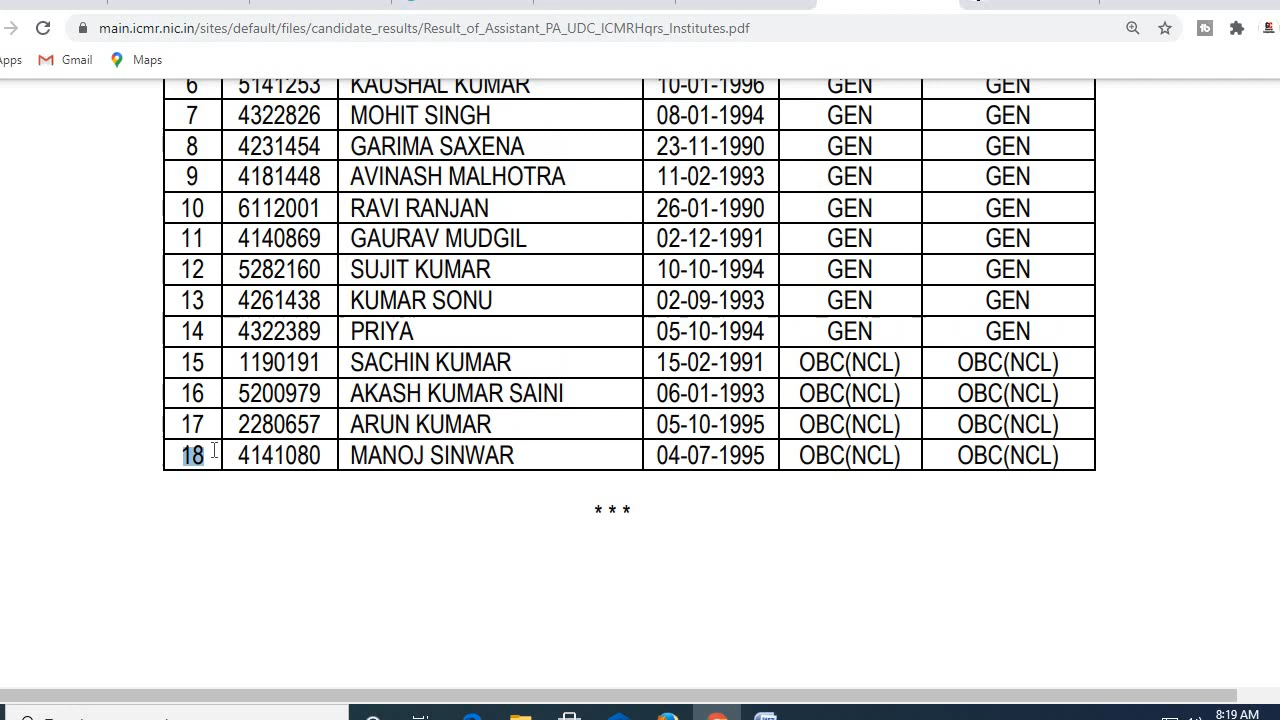 main.icmr.nic.in/sites/default/files/candidate_results/Result_of_Assistant_PA_UDC_ICMRHqrs_Institutes.pdf
Apps Gmail Maps
6 5141253 KAUSHAL KUMAR 10-01-1996 GEN GEN
7 4322826 MOHIT SINGH 08-01-1994 GEN GEN
8 4231454 GARIMA SAXENA 23-11-1990 GEN GEN
9 4181448 AVINASH MALHOTRA 11-02-1993 GEN GEN
10 6112001 RAVI RANJAN 26-01-1990 GEN GEN
11 4140869 GAURAV MUDGIL 02-12-1991 GEN GEN
12 5282160 SUJIT KUMAR 10-10-1994 GEN GEN
13 4261438 KUMAR SONU 02-09-1993 GEN GEN
14 4322389 PRIYA 05-10-1994 GEN GEN
15 1190191 SACHIN KUMAR 15-02-1991 OBC(NCL) OBC(NCL)
16 5200979 AKASH KUMAR SAINI 06-01-1993 OBC(NCL) OBC(NCL)
17 2280657 ARUN KUMAR 05-10-1995 OBC(NCL) OBC(NCL)
18 4141080 MANOJ SINWAR 04-07-1995 OBC(NCL) OBC(NCL)
* * *
8:19 AM